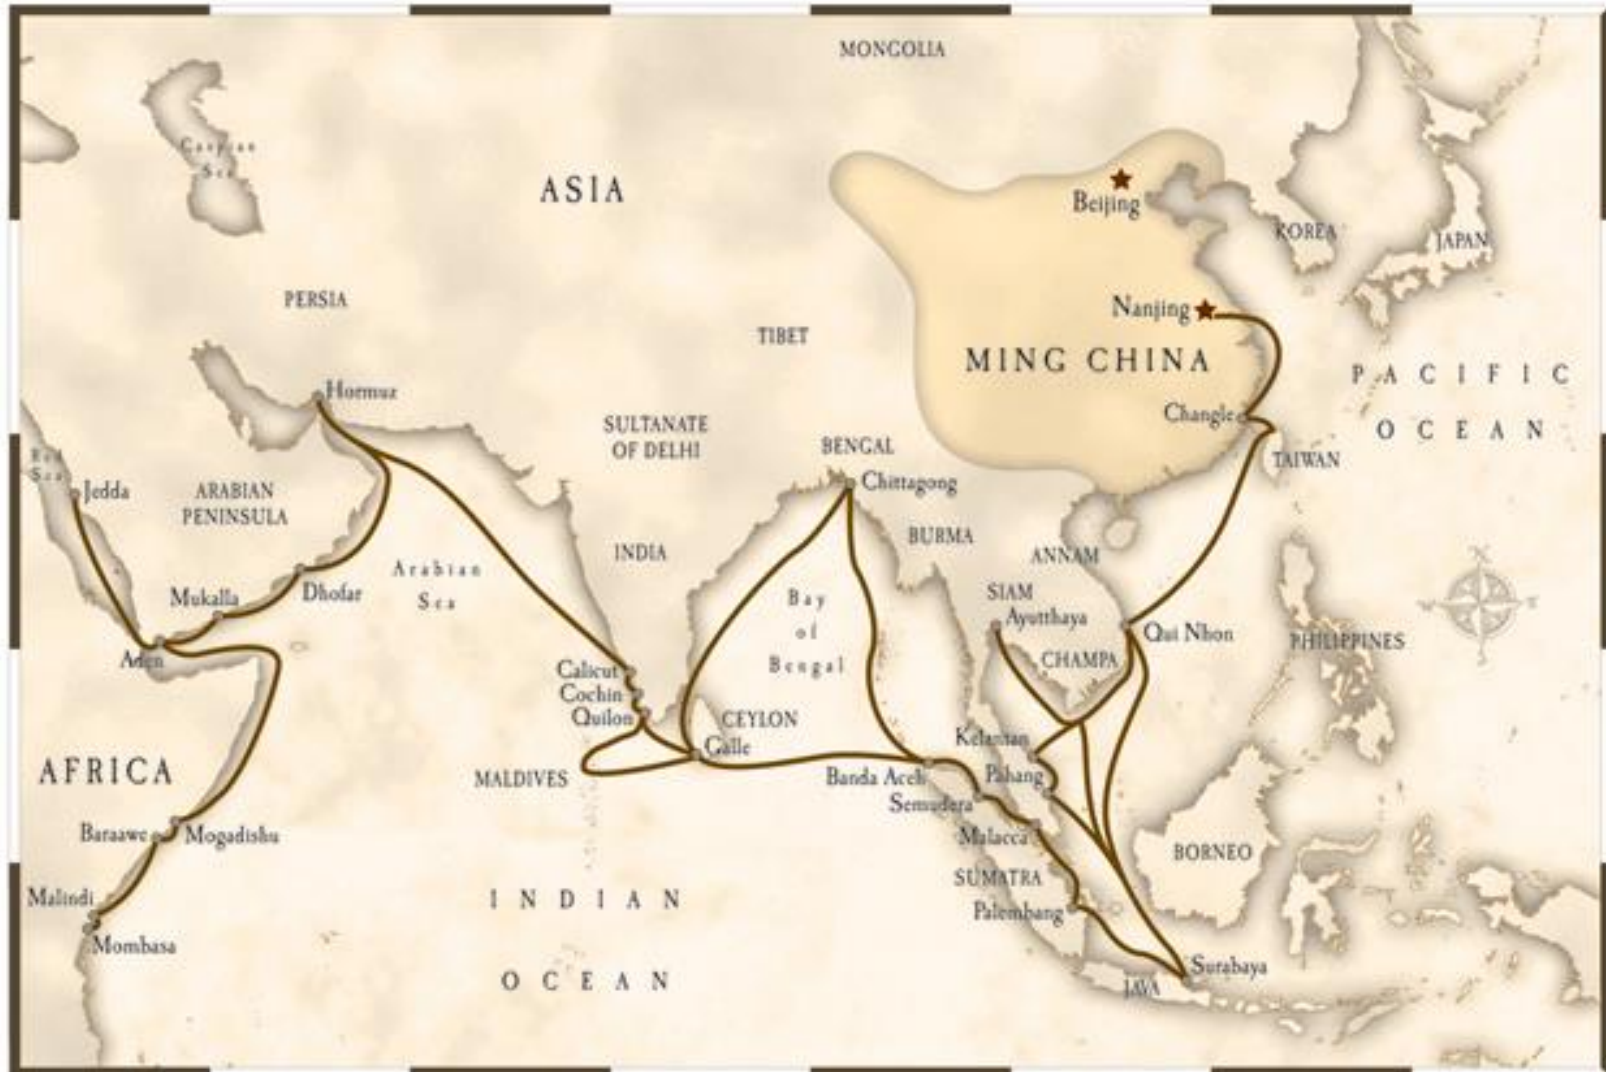 MONGOLIA
Caspian
Sea
ASIA
Beijing
KOREA
JAPAN
PERSIA
Nanjing
TIBET
MING CHINA
PACIFIC
OCEAN
Hormuz
Changle
SULTANATE
OF DELHI
BENGAL
TAIWAN
Red
Sea
Jedda
ARABIAN
PENINSULA
Chittagong
BURMA
INDIA
ANNAM
Arabian
Sea
Mukalla
Dhofar
SIAM
Ayutthaya
Bay
of
Bengal
Qui Nhon
PHILIPPINES
N
W
E
S
Aden
CHAMPA
Calicut
Cochin
Quilon
CEYLON
Galle
Kelantan
AFRICA
MALDIVES
Banda Aceh
Pahang
Semudera
Baraawe
Mogadishu
Malacca
BORNEO
SUMATRA
Malindi
INDIAN
OCEAN
Palembang
Mombasa
Surabaya
JAVA